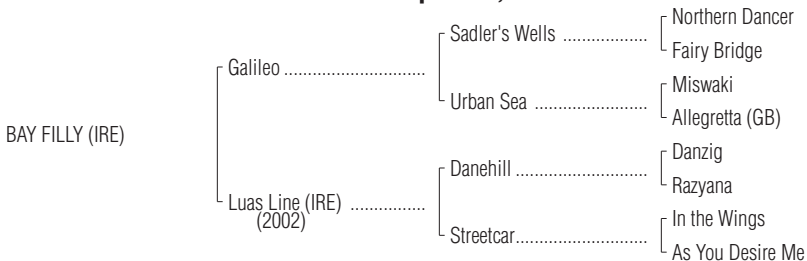 Northern Dancer
Sadler's Wells ...................
Fairy Bridge
Galileo ...............................
Miswaki
Urban Sea .........................
Allegretta (GB)
BAY FILLY (IRE)
Danzig
Danehill .............................
Razyana
Luas Line (IRE) ................
(2002)
In the Wings
Streetcar.............................
As You Desire Me